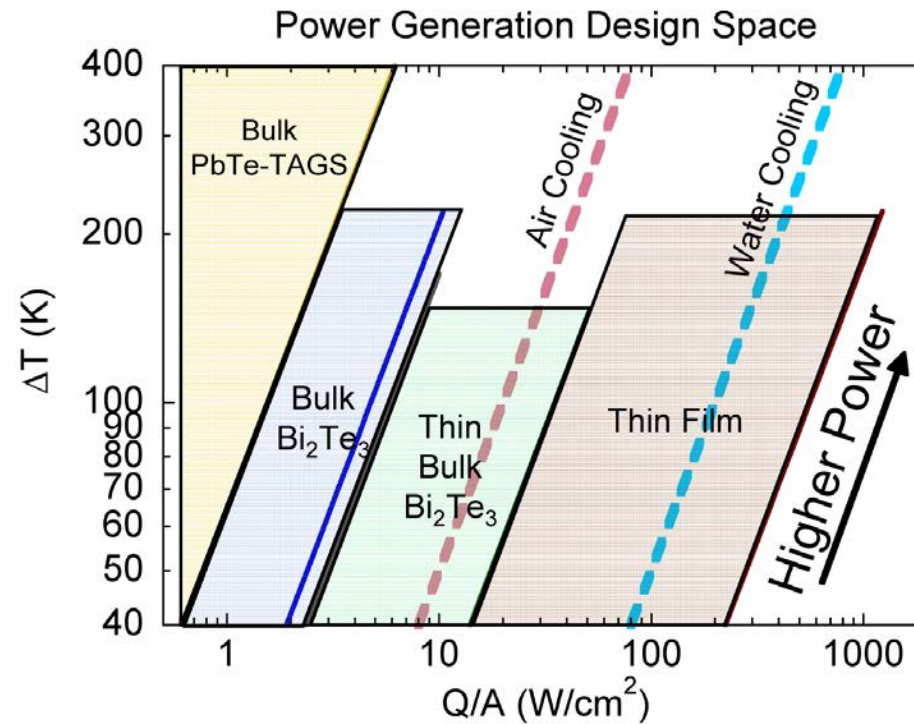 Power Generation Design Space
400
300
200
100
90
80
70
60
50
40
ΔT (K)
Bulk
PbTe-TAGS
Bulk
Bi₂Te₃
Thin
Bulk
Bi₂Te₃
Air Cooling
Thin Film
Water Cooling
Higher Power
1
10
100
1000
Q/A (W/cm²)